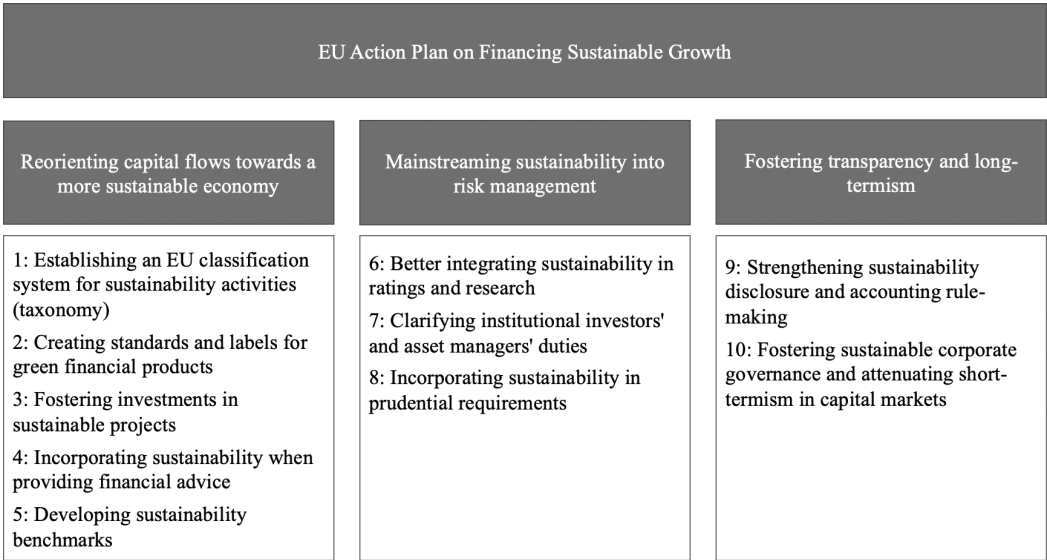 EU Action Plan on Financing Sustainable Growth
Reorienting capital flows towards a
more sustainable economy
1: Establishing an EU classification
system for sustainability activities
(taxonomy)
2: Creating standards and labels for
green financial products
3: Fostering investments in
sustainable projects
4: Incorporating sustainability when
providing financial advice
5: Developing sustainability
benchmarks
Mainstreaming sustainability into
risk management
6: Better integrating sustainability in
ratings and research
7: Clarifying institutional investors'
and asset managers' duties
8: Incorporating sustainability in
prudential requirements
Fostering transparency and long-
termism
9: Strengthening sustainability
disclosure and accounting rule-
making
10: Fostering sustainable corporate
governance and attenuating short-
termism in capital markets